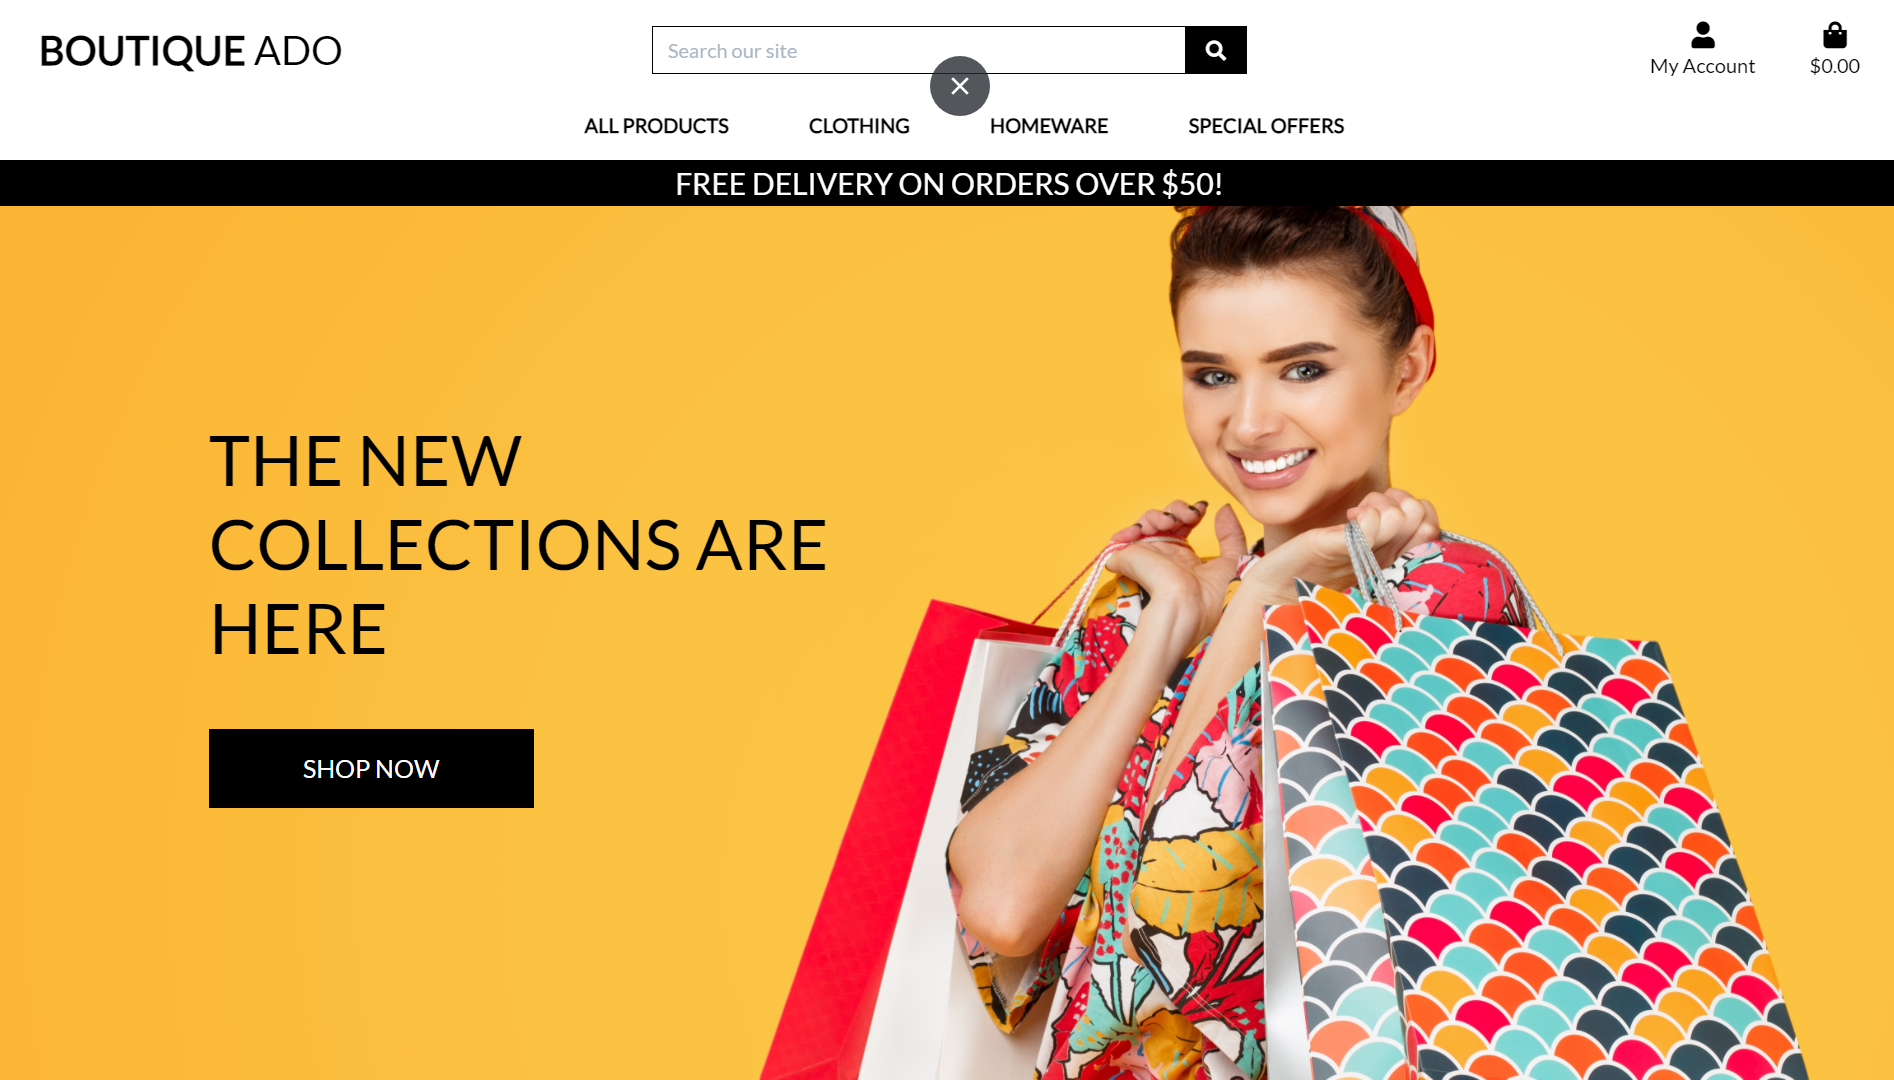 BOUTIQUE ADO
Search our site
My Account
$0.00
ALL PRODUCTS
CLOTHING
HOMEWARE
SPECIAL OFFERS
FREE DELIVERY ON ORDERS OVER $50!
THE NEW
COLLECTIONS ARE
HERE
SHOP NOW